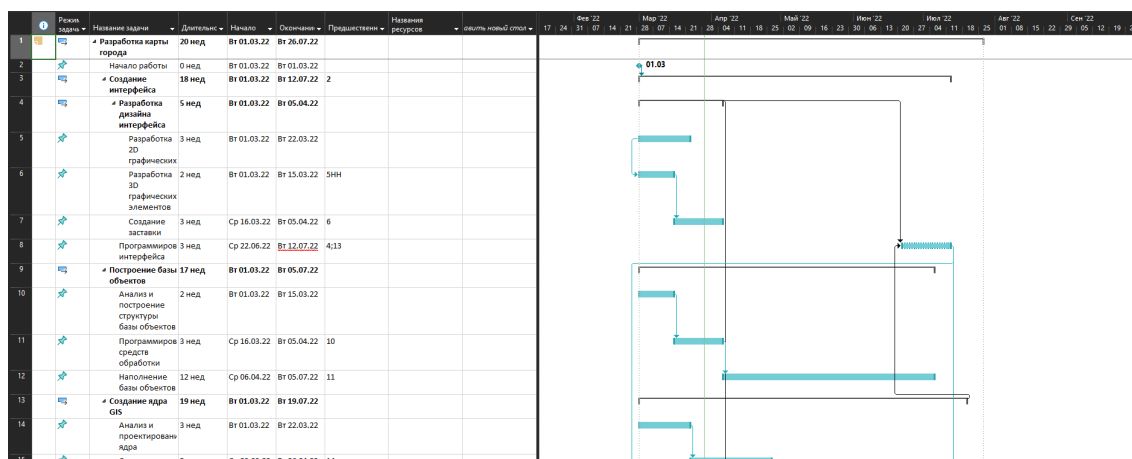 Режим задачи Название задачи Длительнс Начало Окончани Предшественн Названия ресурсов авить новый стол
Фев '22 Мар '22 Апр '22 Май '22 Июн '22 Июл '22 Авг '22 Сен '22
17 24 31 07 14 21 28 07 14 21 28 04 11 18 25 02 09 16 23 30 06 13 20 27 04 11 18 25 01 08 15 22 29 05 12 19
1 Разработка карты города 20 нед Вт 01.03.22 Вт 26.07.22
2 Начало работы 0 нед Вт 01.03.22 Вт 01.03.22
01.03
3 Создание интерфейса 18 нед Вт 01.03.22 Вт 12.07.22 2
4 Разработка дизайна интерфейса 5 нед Вт 01.03.22 Вт 05.04.22
5 Разработка 2D графических 3 нед Вт 01.03.22 Вт 22.03.22
6 Разработка 3D графических элементов 2 нед Вт 01.03.22 Вт 15.03.22 5НН
7 Создание заставки 3 нед Ср 16.03.22 Вт 05.04.22 6
8 Программиров интерфейса 3 нед Ср 22.06.22 Вт 12.07.22 4;13
9 Построение базы объектов 17 нед Вт 01.03.22 Вт 05.07.22
10 Анализ и построение структуры базы объектов 2 нед Вт 01.03.22 Вт 15.03.22
11 Программиров средств обработки 3 нед Ср 16.03.22 Вт 05.04.22 10
12 Наполнение базы объектов 12 нед Ср 06.04.22 Вт 05.07.22 11
13 Создание ядра GIS 19 нед Вт 01.03.22 Вт 19.07.22
14 Анализ и проектировани ядра 3 нед Вт 01.03.22 Вт 22.03.22